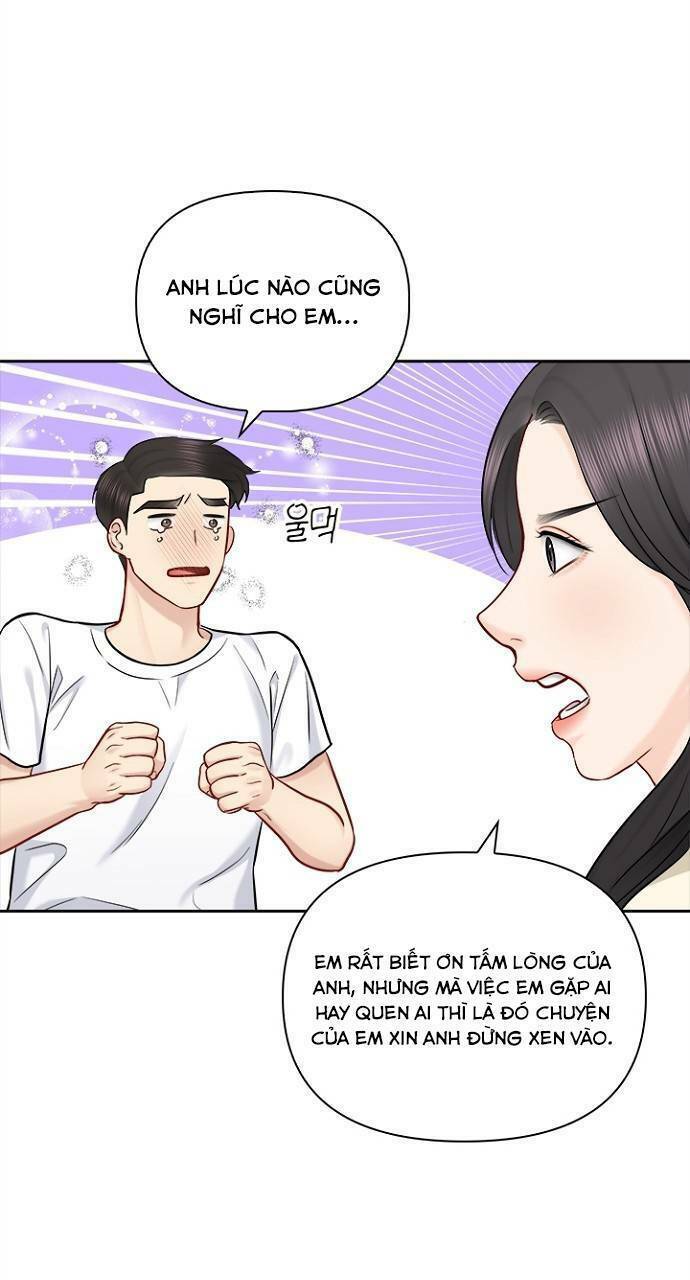 ANH LÚC NÀO CŨNG
NGHĨ CHO EM...
울먹
EM RẤT BIẾT ƠN TẤM LÒNG CỦA
ANH, NHƯNG MÀ VIỆC EM GẶP AI
HAY QUEN AI THÌ LÀ ĐÓ CHUYỆN
CỦA EM XIN ANH ĐỪNG XEN VÀO.